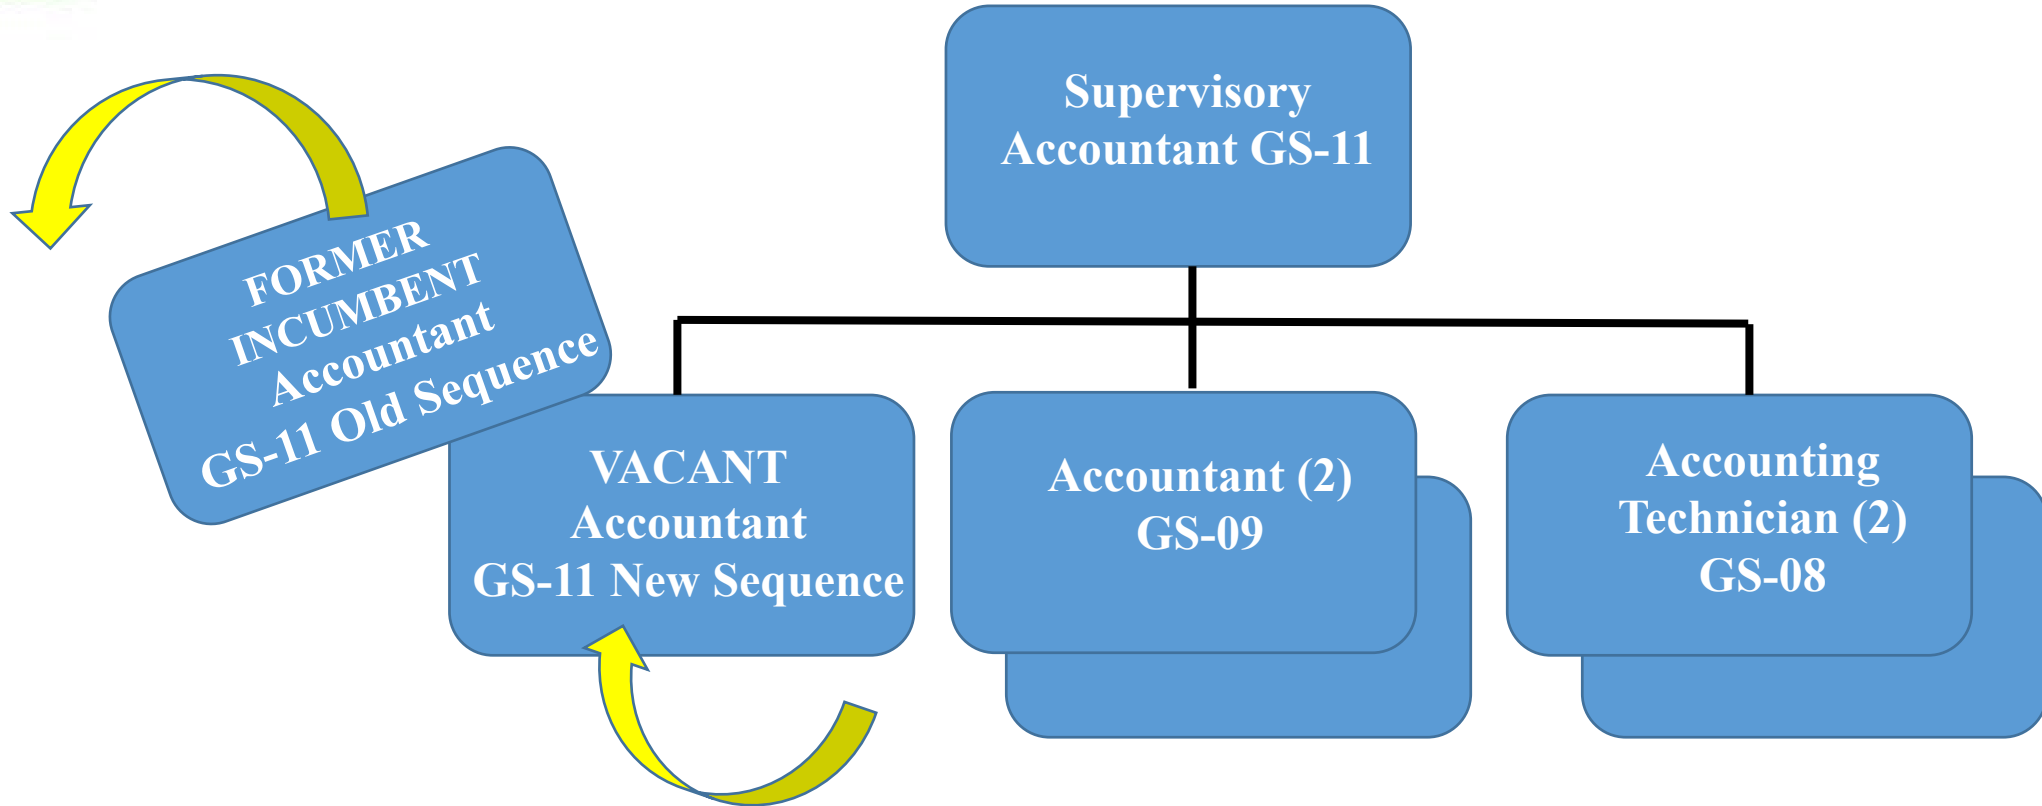 Supervisory
Accountant GS-11
FORMER
INCUMBENT
Accountant
GS-11 Old Sequence
VACANT
Accountant
GS-11 New Sequence
Accountant (2)
GS-09
Accounting
Technician (2)
GS-08